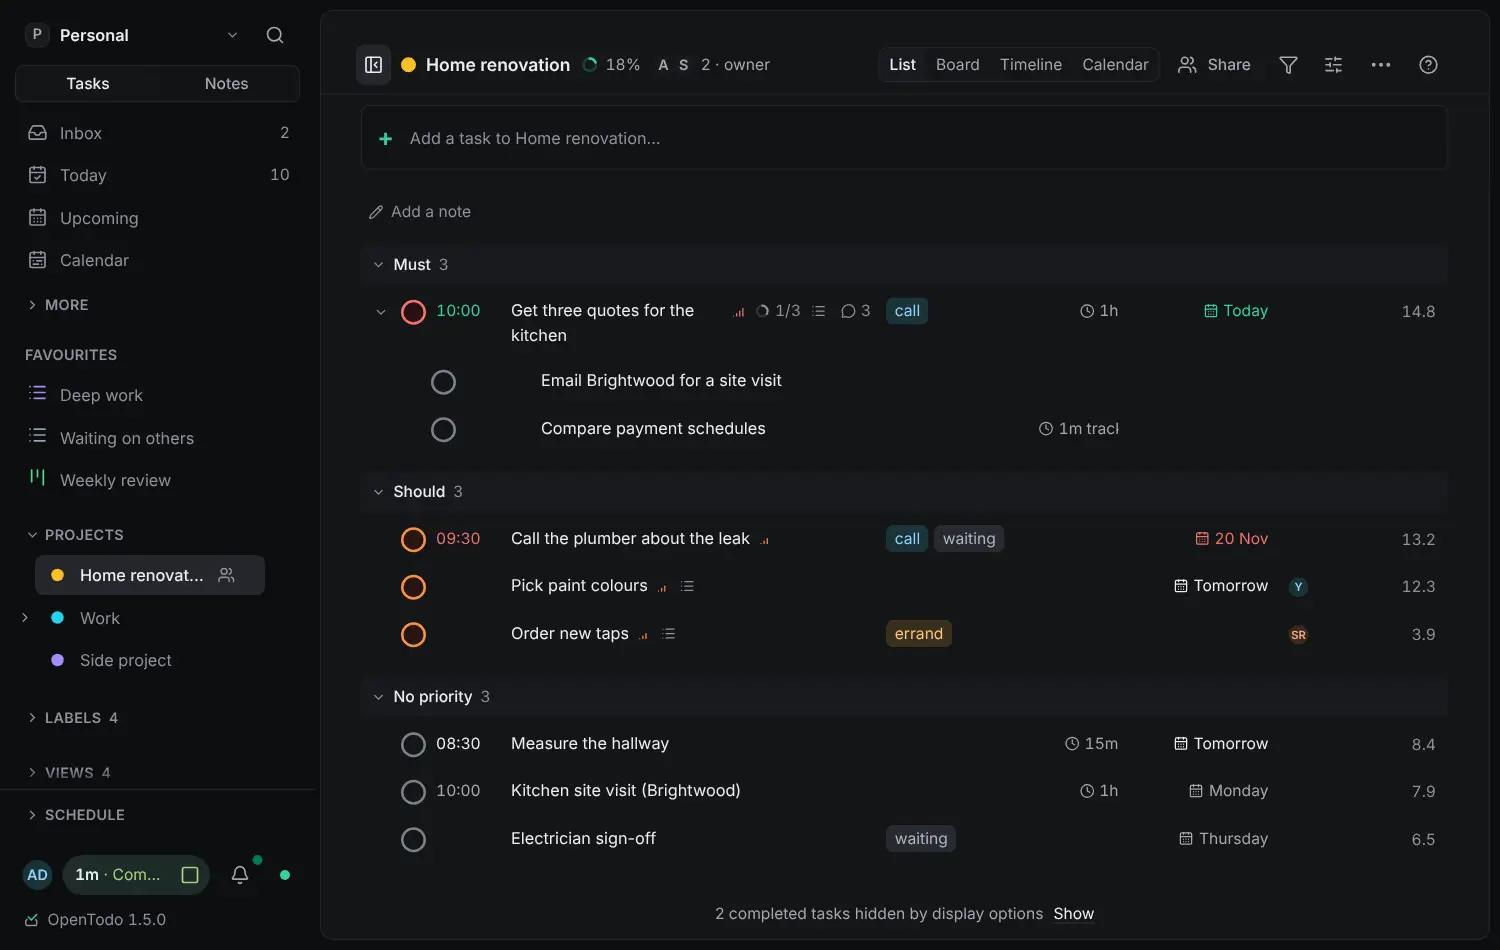 P Personal
Tasks Notes
Inbox 2
Today 10
Upcoming
Calendar
MORE
FAVOURITES
Deep work
Waiting on others
Weekly review
PROJECTS
Home renovat...
Work
Side project
LABELS 4
VIEWS 4
SCHEDULE
AD 1m · Com...
OpenTodo 1.5.0
Home renovation 18% A S 2 · owner List Board Timeline Calendar Share
Add a task to Home renovation...
Add a note
Must 3
10:00 Get three quotes for the 1/3 3 call 1h Today 14.8
kitchen
Email Brightwood for a site visit
Compare payment schedules 1m track
Should 3
09:30 Call the plumber about the leak call waiting 20 Nov 13.2
Pick paint colours Tomorrow Y 12.3
Order new taps errand SR 3.9
No priority 3
08:30 Measure the hallway 15m Tomorrow 8.4
10:00 Kitchen site visit (Brightwood) 1h Monday 7.9
Electrician sign-off waiting Thursday 6.5
2 completed tasks hidden by display options Show